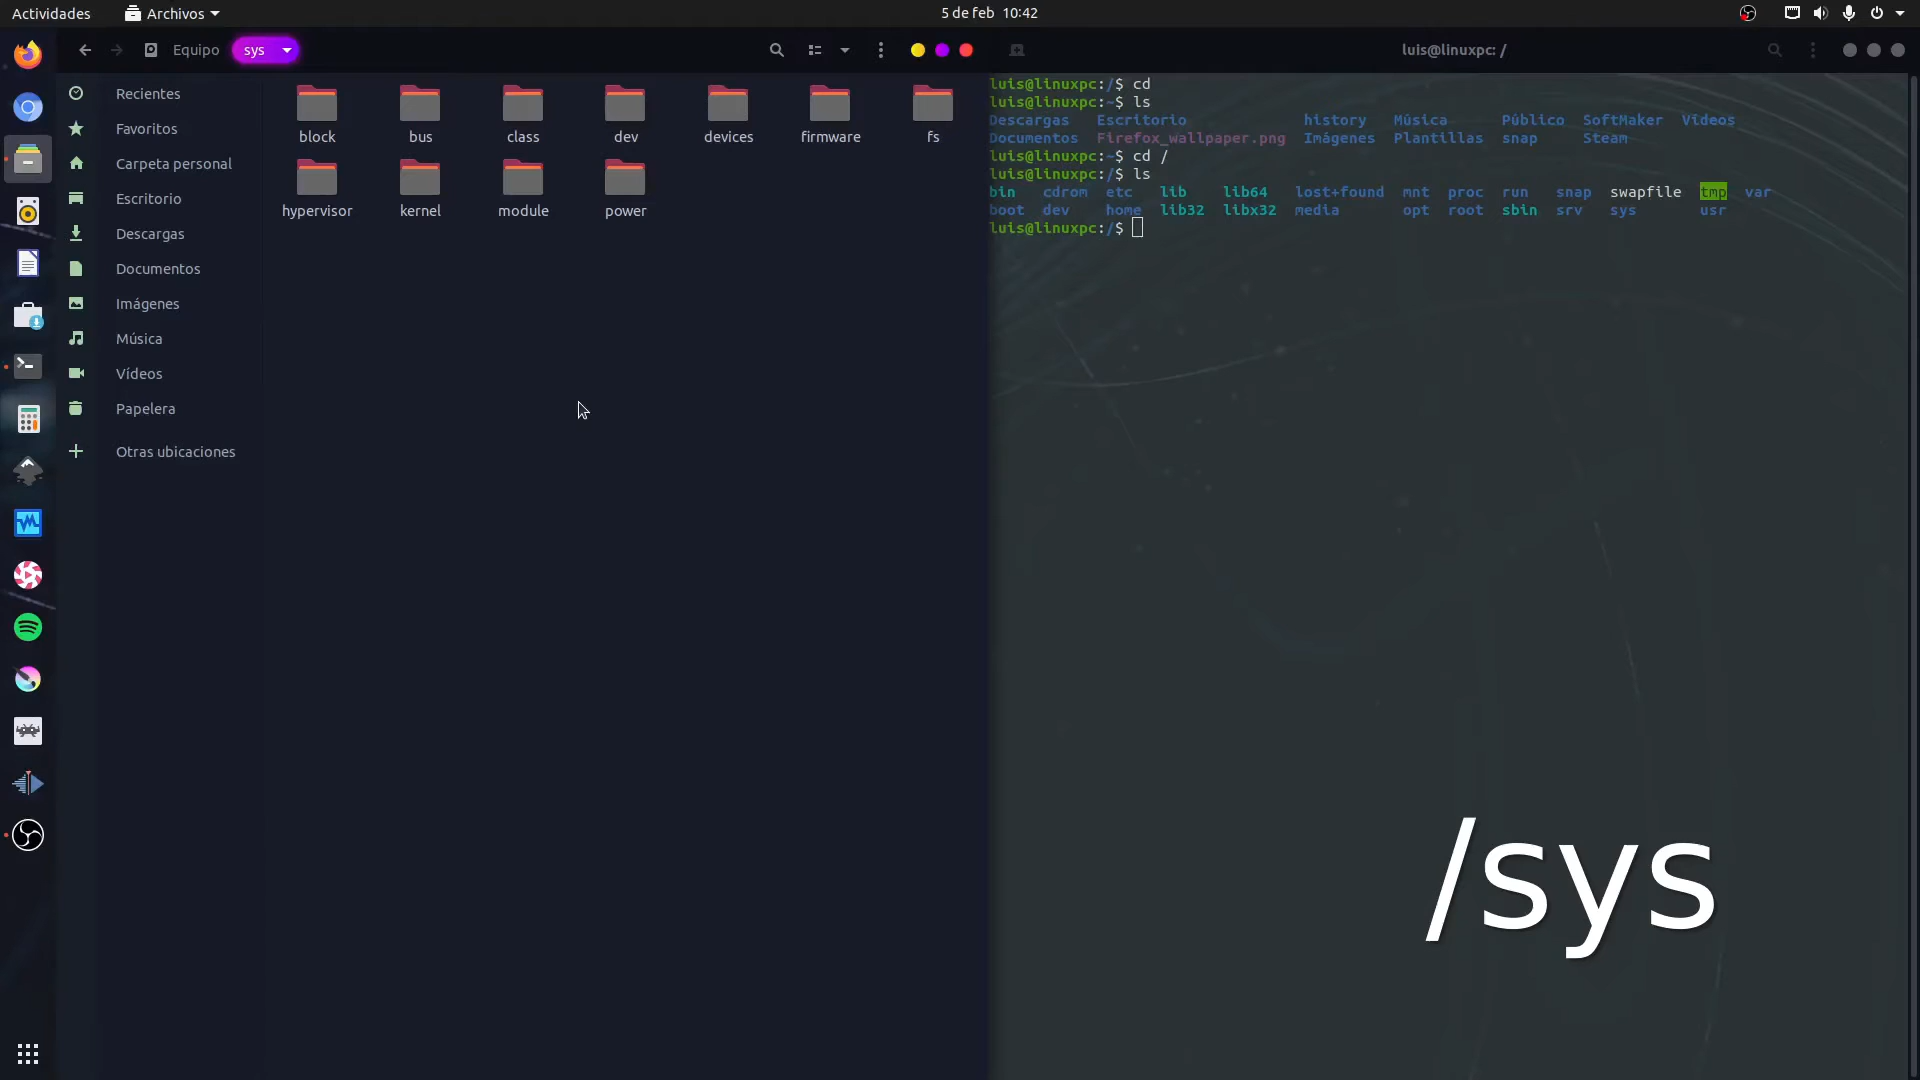 Actividades Archivos 5 de feb 10:42
Equipo sys luis@linuxpc: /
Recientes
Favoritos
Carpeta personal
Escritorio
Descargas
Documentos
Imágenes
Música
Vídeos
Papelera
Otras ubicaciones
block bus class dev devices firmware fs
hypervisor kernel module power
luis@linuxpc:/$ cd
luis@linuxpc:~$ ls
Descargas Escritorio history Música Público SoftMaker Vídeos
Documentos Firefox_wallpaper.png Imágenes Plantillas snap Steam
luis@linuxpc:~$ cd /
luis@linuxpc:/$ ls
bin cdrom etc lib lib64 lost+found mnt proc run snap swapfile tmp var
boot dev home lib32 libx32 media opt root sbin srv sys usr
luis@linuxpc:/$
/sys